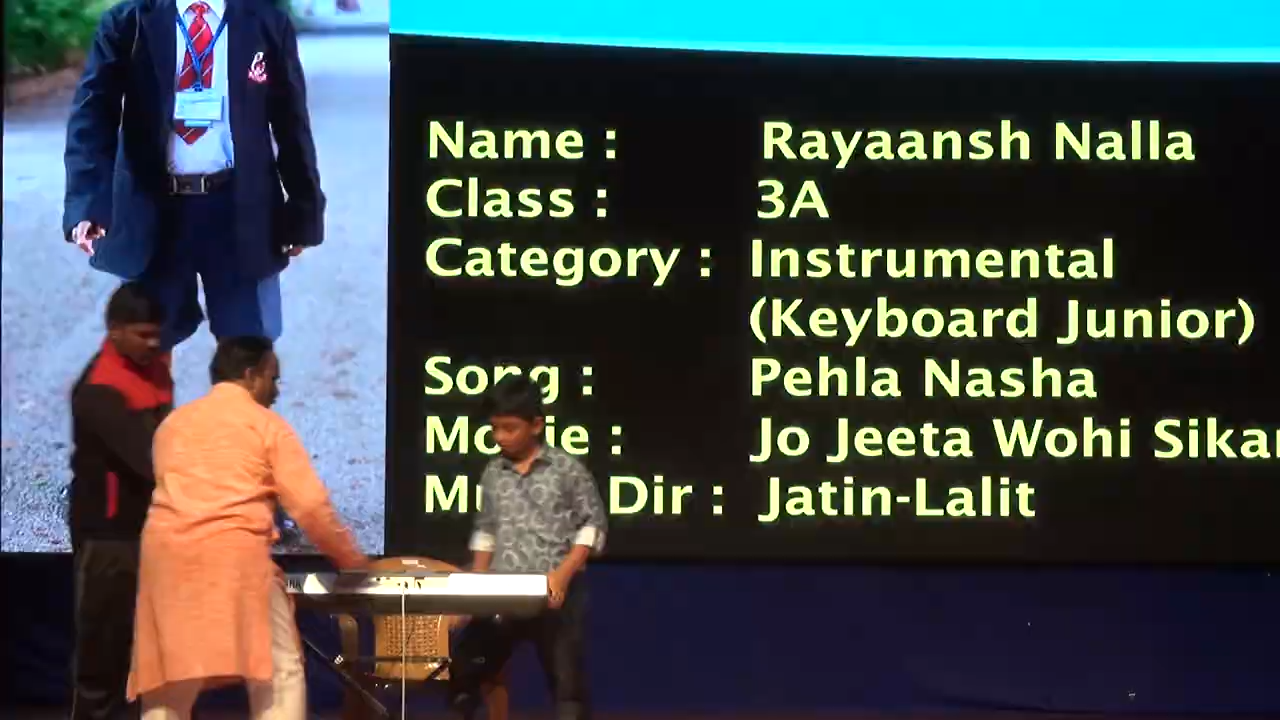 Name : Rayaansh Nalla
Class : 3A
Category : Instrumental
(Keyboard Junior)
Song : Pehla Nasha
Jo Jeeta Wohi
Dir : Jatin-Lalit